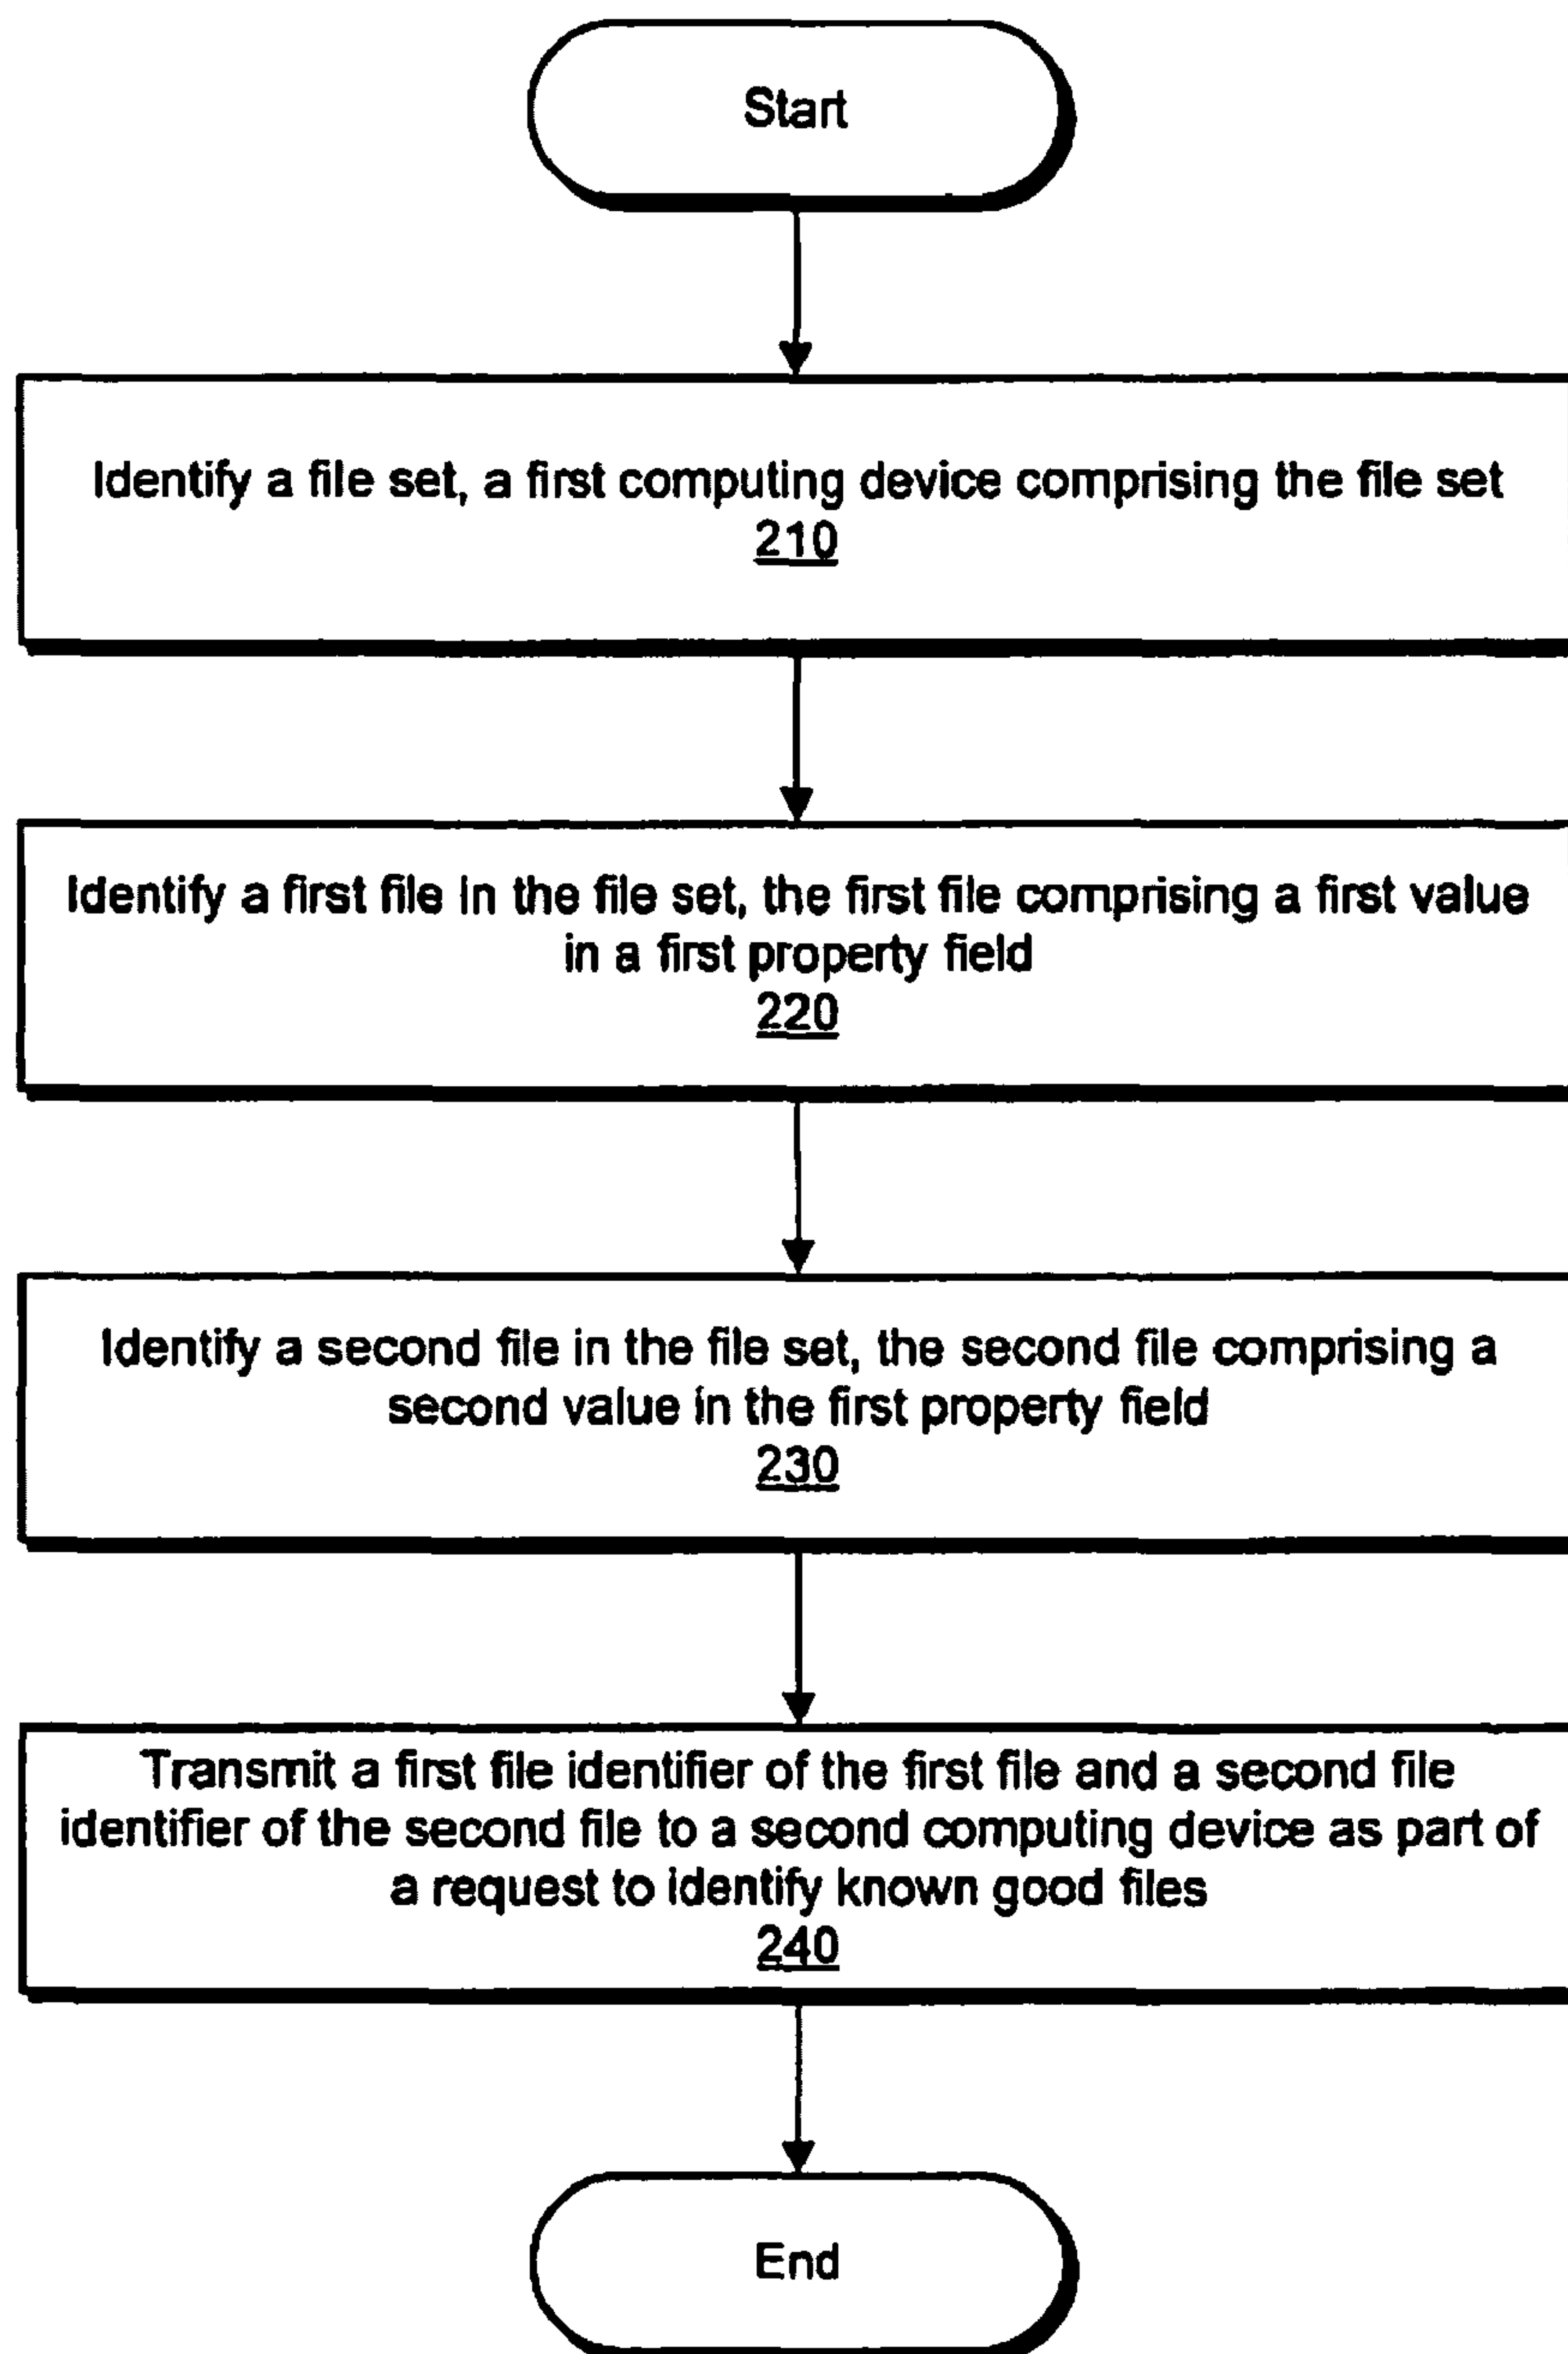 Start
Identify a file set, a first computing device comprising the file set
210
Identify a first file in the file set, the first file comprising a first value
in a first property field
220
Identify a second file in the file set, the second file comprising a
second value in the first property field
230
Transmit a first file identifier of the first file and a second file
identifier of the second file to a second computing device as part of
a request to identify known good files
240
End